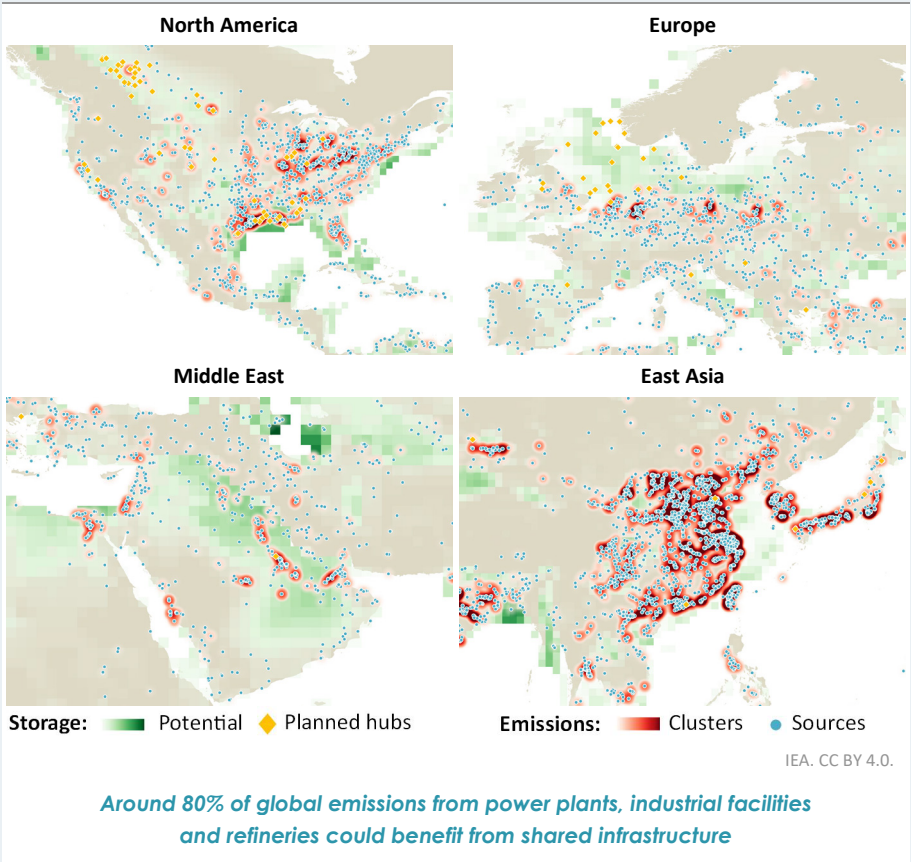 North America
Europe
Middle East
East Asia
Storage: Potential Planned hubs Emissions: Clusters Sources
IEA. CC BY 4.0.
Around 80% of global emissions from power plants, industrial facilities
and refineries could benefit from shared infrastructure